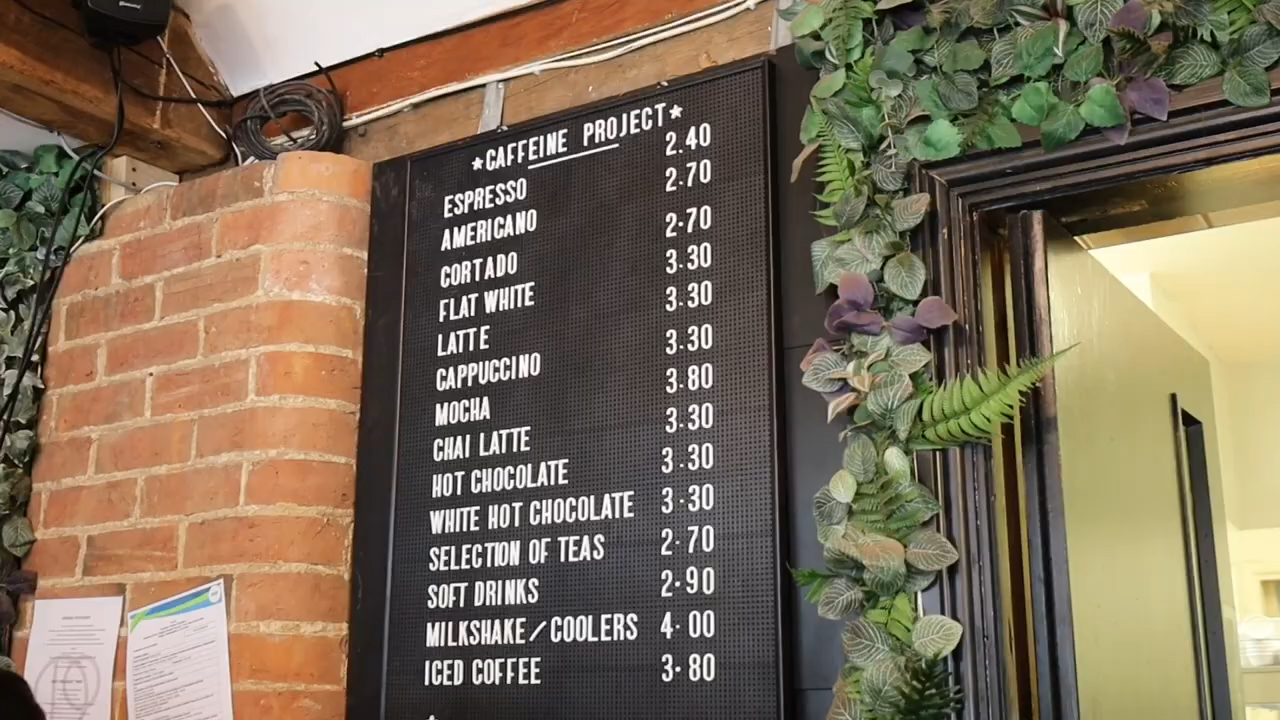 *CAFFEINE PROJECT*
ESPRESSO 2.40
AMERICANO 2.70
CORTADO 2.70
FLAT WHITE 3.30
LATTE 3.30
CAPPUCCINO 3.30
MOCHA 3.80
CHAI LATTE 3.30
HOT CHOCOLATE 3.30
WHITE HOT CHOCOLATE 3.30
SELECTION OF TEAS 2.70
SOFT DRINKS 2.90
MILKSHAKE/COOLERS 4.00
ICED COFFEE 3.80